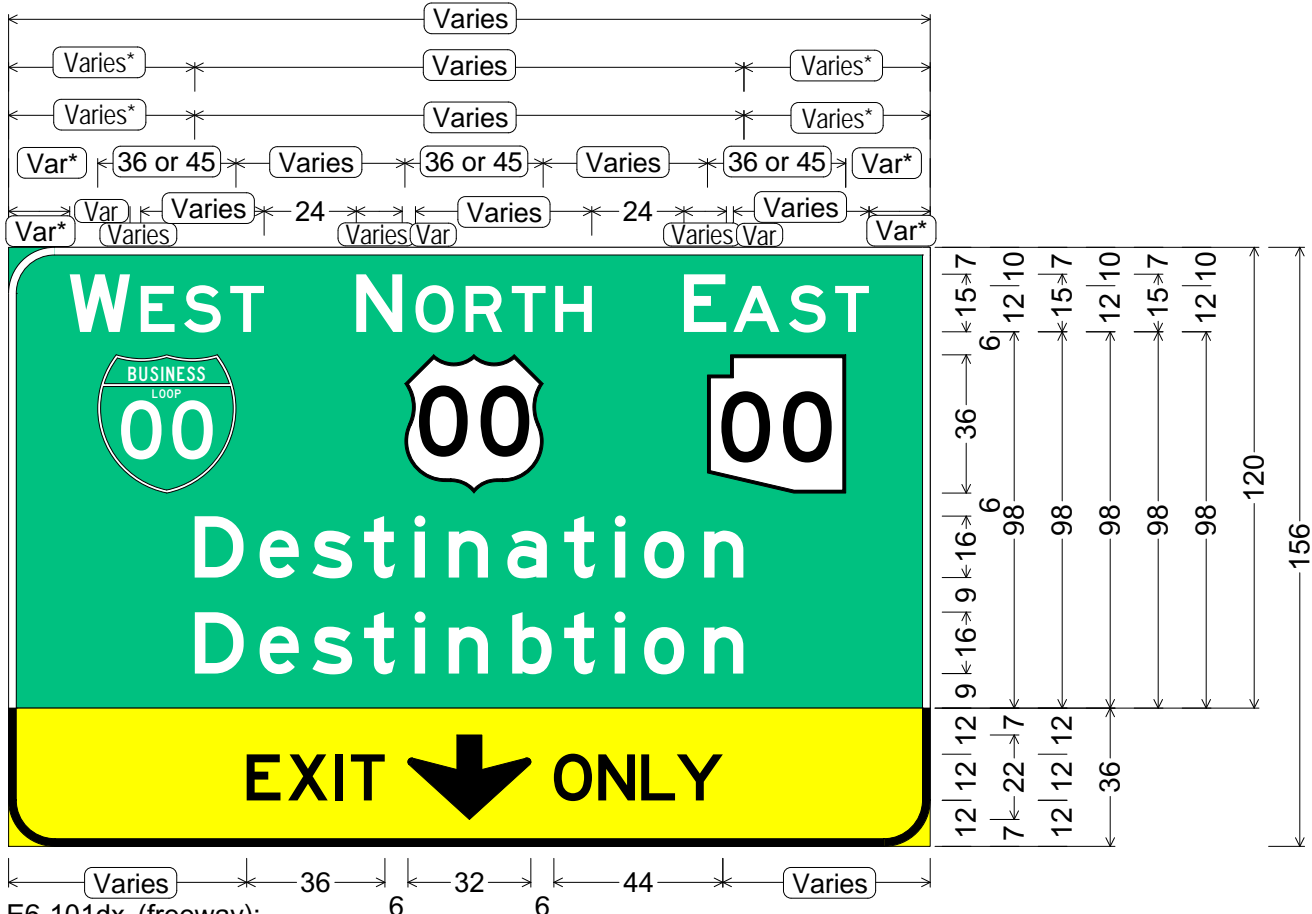 Varies
Varies* Varies Varies*
Varies* Varies Varies*
Var* 36 or 45 Varies 36 or 45 Varies 36 or 45 Var*
Var* Var Varies Varies 24 Varies Var Varies 24 Varies Var Varies Var*
WEST NORTH EAST
BUSINESS
LOOP
00 00 00
Destination
Destinbtion
EXIT ONLY
7 15 6 36 6 16 9 16 9
10 12 98
7 15 98
10 12 98
7 15 98
10 12 98
120
156
12 12 12
7 22 7
12 12 12
36
Varies 36 6 32 6 44 Varies
E6-101dx (freeway):